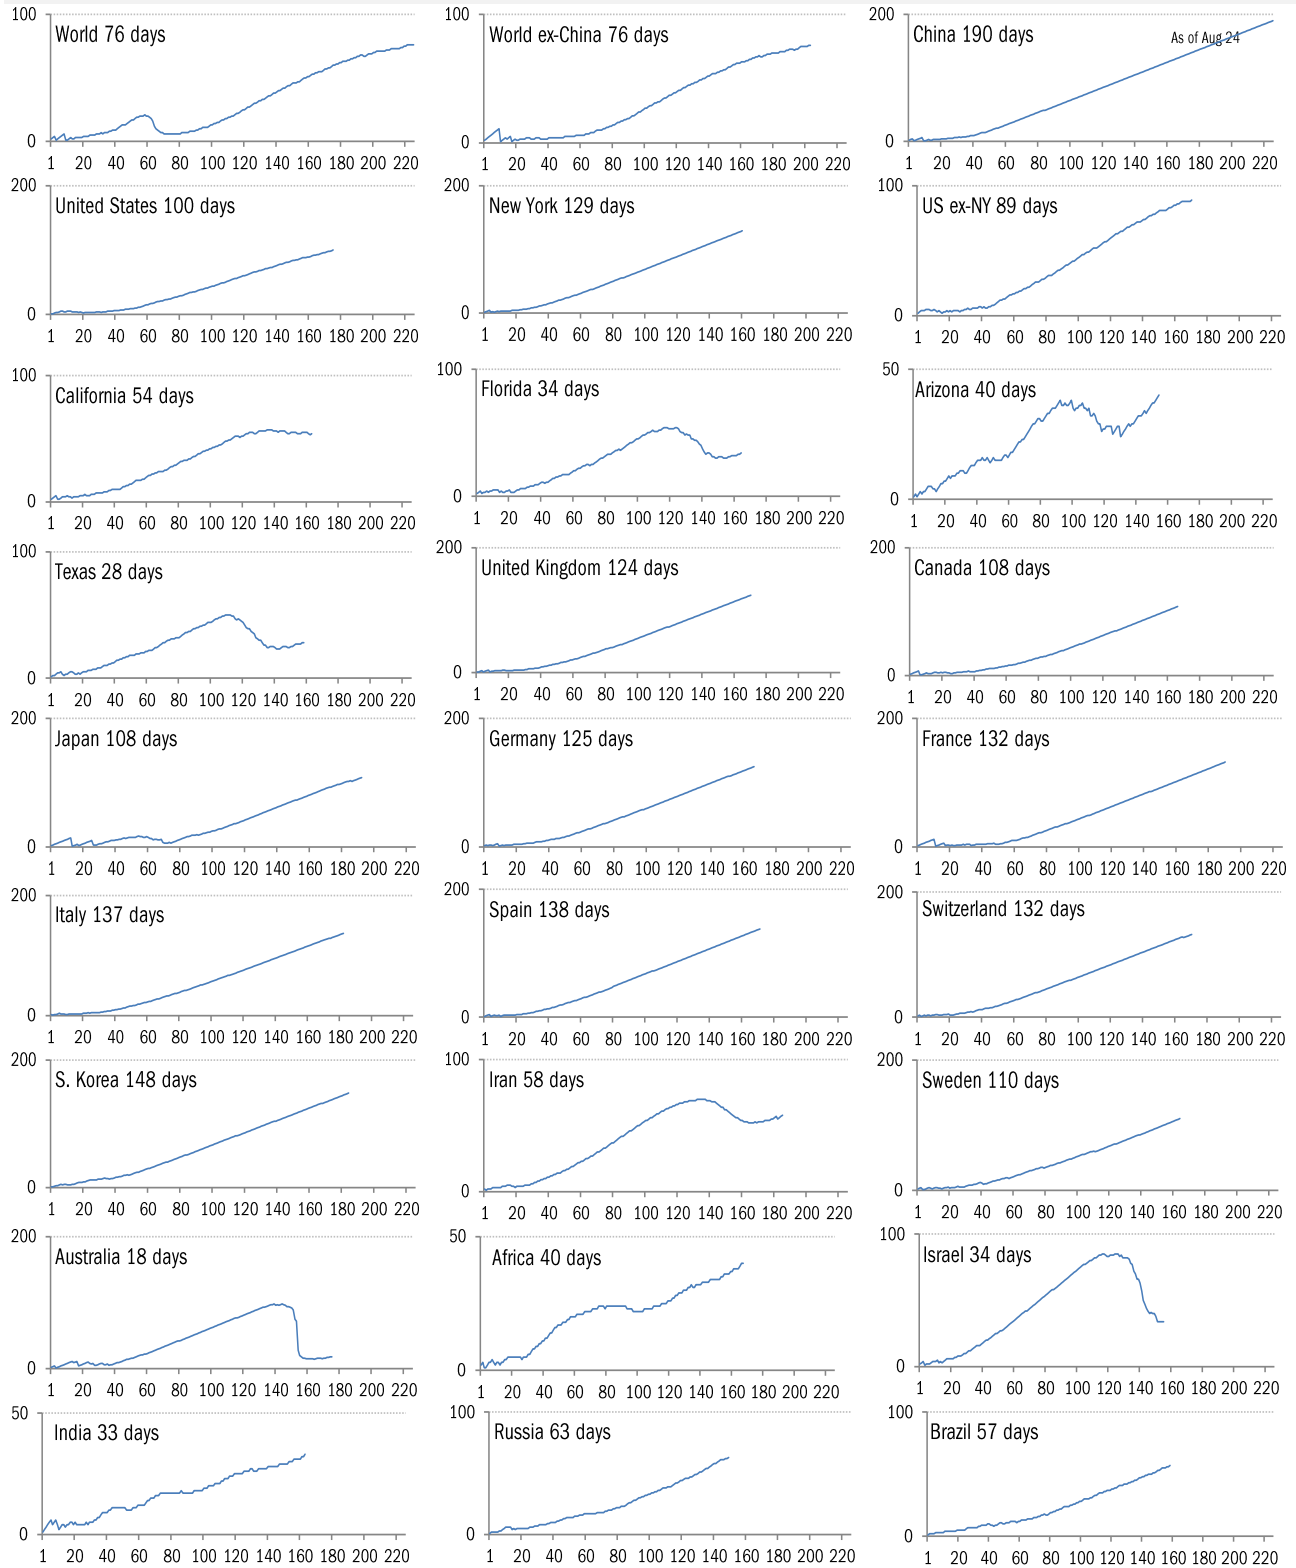 100 World 76 days
0
1 20 40 60 80 100 120 140 160 180 200 220
100 World ex-China 76 days
0
1 20 40 60 80 100 120 140 160 180 200 220
200 China 190 days
As of Aug 24
0
1 20 40 60 80 100 120 140 160 180 200 220
200 United States 100 days
0
1 20 40 60 80 100 120 140 160 180 200 220
200 New York 129 days
0
1 20 40 60 80 100 120 140 160 180 200 220
100 US ex-NY 89 days
0
1 20 40 60 80 100 120 140 160 180 200 220
100 California 54 days
0
1 20 40 60 80 100 120 140 160 180 200 220
100 Florida 34 days
0
1 20 40 60 80 100 120 140 160 180 200 220
50 Arizona 40 days
0
1 20 40 60 80 100 120 140 160 180 200 220
100 Texas 28 days
0
1 20 40 60 80 100 120 140 160 180 200 220
200 United Kingdom 124 days
0
1 20 40 60 80 100 120 140 160 180 200 220
200 Canada 108 days
0
1 20 40 60 80 100 120 140 160 180 200 220
200 Japan 108 days
0
1 20 40 60 80 100 120 140 160 180 200 220
200 Germany 125 days
0
1 20 40 60 80 100 120 140 160 180 200 220
200 France 132 days
0
1 20 40 60 80 100 120 140 160 180 200 220
200 Italy 137 days
0
1 20 40 60 80 100 120 140 160 180 200 220
200 Spain 138 days
0
1 20 40 60 80 100 120 140 160 180 200 220
200 Switzerland 132 days
0
1 20 40 60 80 100 120 140 160 180 200 220
200 S. Korea 148 days
0
1 20 40 60 80 100 120 140 160 180 200 220
100 Iran 58 days
0
1 20 40 60 80 100 120 140 160 180 200 220
200 Sweden 110 days
0
1 20 40 60 80 100 120 140 160 180 200 220
200 Australia 18 days
0
1 20 40 60 80 100 120 140 160 180 200 220
50 Africa 40 days
0
1 20 40 60 80 100 120 140 160 180 200 220
100 Israel 34 days
0
1 20 40 60 80 100 120 140 160 180 200 220
50 India 33 days
0
1 20 40 60 80 100 120 140 160 180 200 220
100 Russia 63 days
0
1 20 40 60 80 100 120 140 160 180 200 220
100 Brazil 57 days
0
1 20 40 60 80 100 120 140 160 180 200 220